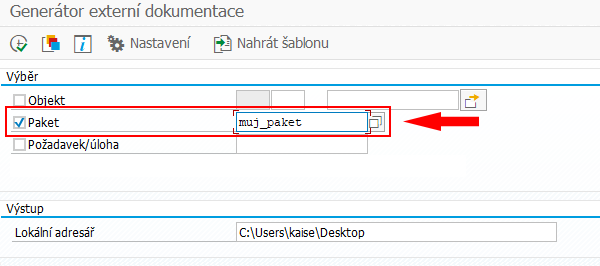 Generátor externí dokumentace
Nastavení Nahrát šablonu
Výběr
Objekt
Paket muj_paket
Požadavek/úloha
Výstup
Lokální adresář C:\Users\kaise\Desktop